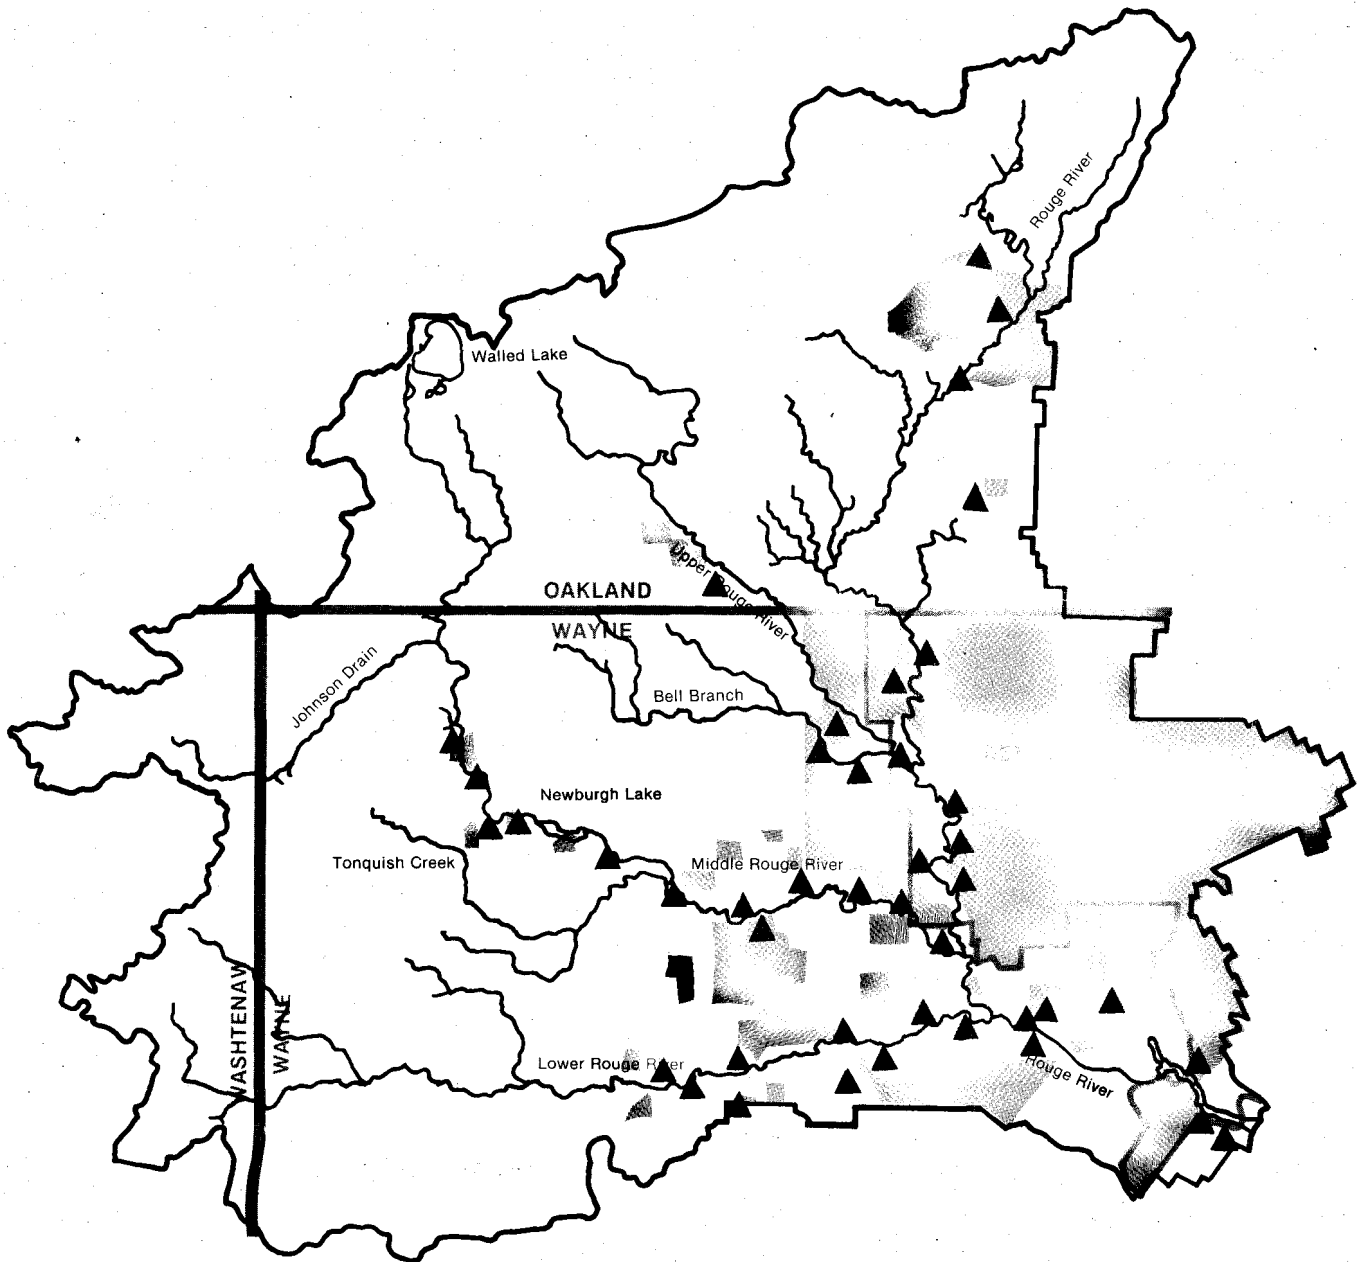 Rouge River
Walled Lake
Upper Rouge River
OAKLAND
WAYNE
Johnson Drain
Bell Branch
Newburgh Lake
Tonquish Creek
Middle Rouge River
WASHTENAW
WAYNE
Lower Rouge River
Rouge River